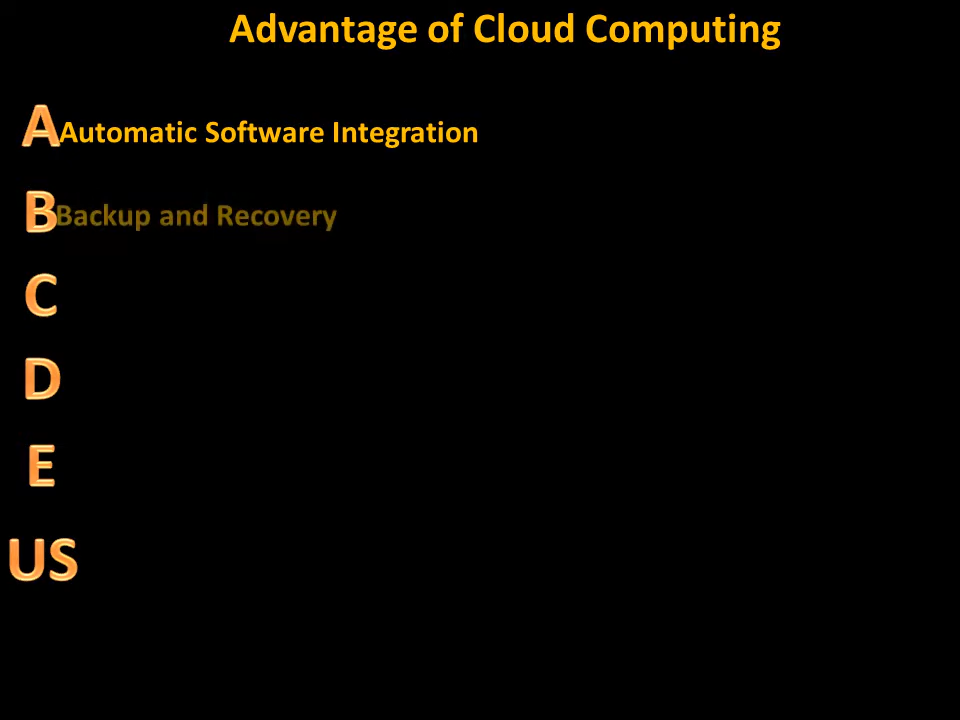 Advantage of Cloud Computing
A Automatic Software Integration
B Backup and Recovery
C
D
E
US